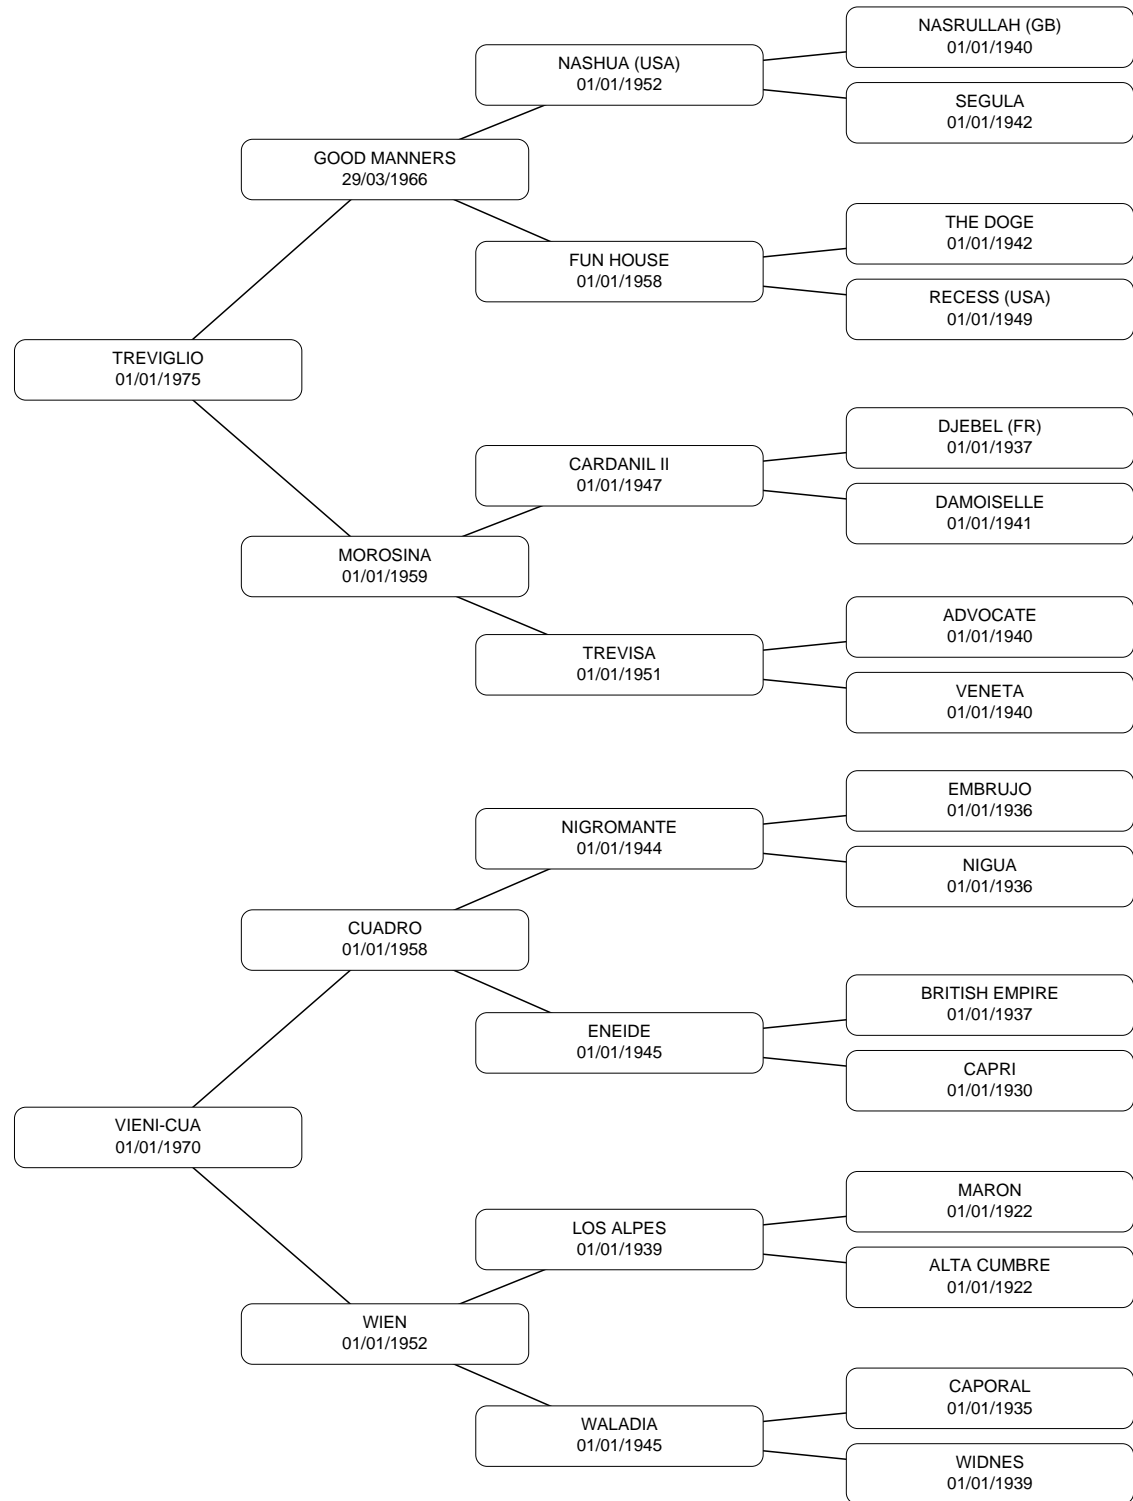 NASRULLAH (GB)
01/01/1940
NASHUA (USA)
01/01/1952
SEGULA
01/01/1942
GOOD MANNERS
29/03/1966
THE DOGE
01/01/1942
FUN HOUSE
01/01/1958
RECESS (USA)
01/01/1949
TREVIGLIO
01/01/1975
DJEBEL (FR)
01/01/1937
CARDANIL II
01/01/1947
DAMOISELLE
01/01/1941
MOROSINA
01/01/1959
ADVOCATE
01/01/1940
TREVISA
01/01/1951
VENETA
01/01/1940
EMBRUJO
01/01/1936
NIGROMANTE
01/01/1944
NIGUA
01/01/1936
CUADRO
01/01/1958
BRITISH EMPIRE
01/01/1937
ENEIDE
01/01/1945
CAPRI
01/01/1930
VIENI-CUA
01/01/1970
MARON
01/01/1922
LOS ALPES
01/01/1939
ALTA CUMBRE
01/01/1922
WIEN
01/01/1952
CAPORAL
01/01/1935
WALADIA
01/01/1945
WIDNES
01/01/1939